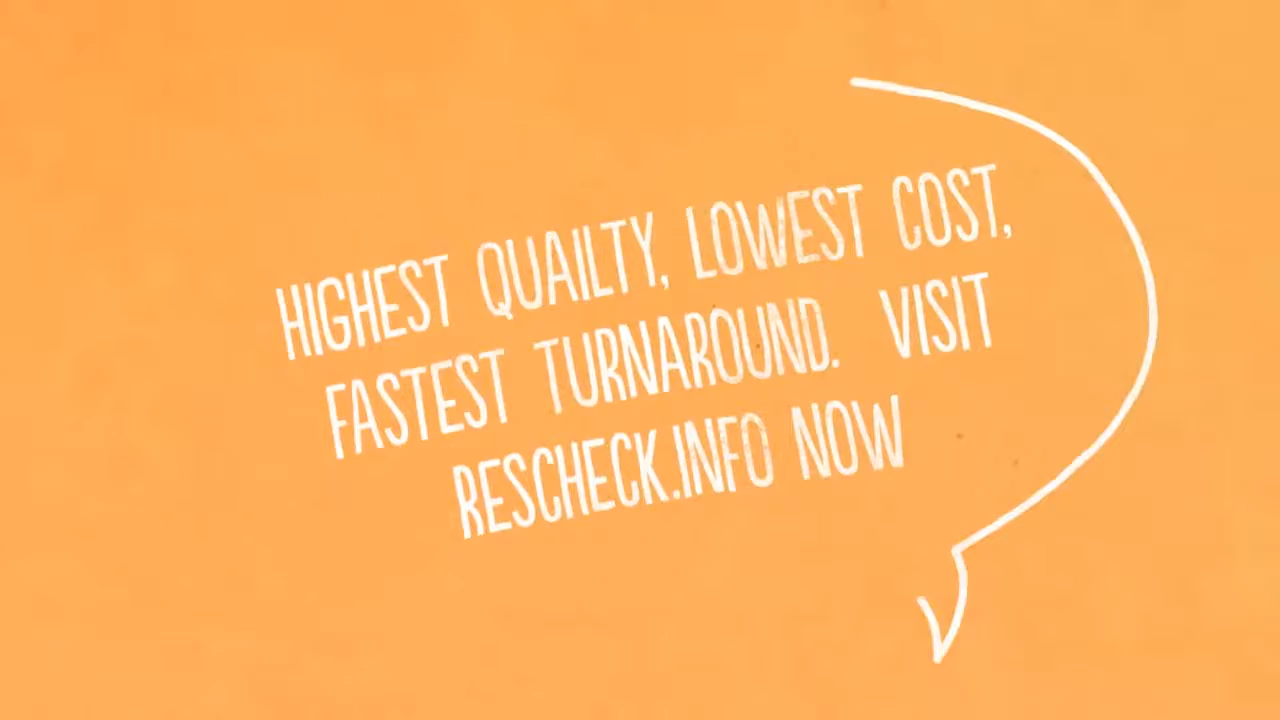 HIGHEST QUAILTY, LOWEST COST,
FASTEST TURNAROUND. VISIT
RESCHECK.INFO NOW